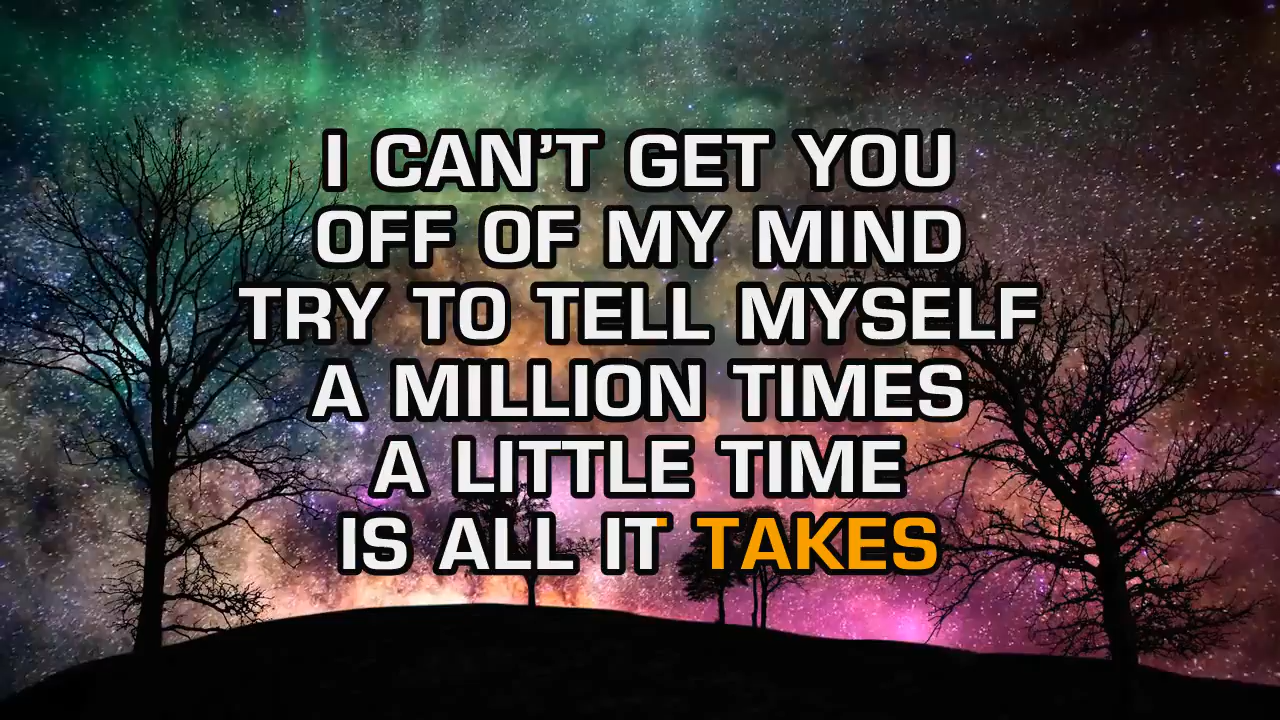 I CAN’T GET YOU
OFF OF MY MIND
TRY TO TELL MYSELF
A MILLION TIMES
A LITTLE TIME
IS ALL IT TAKES